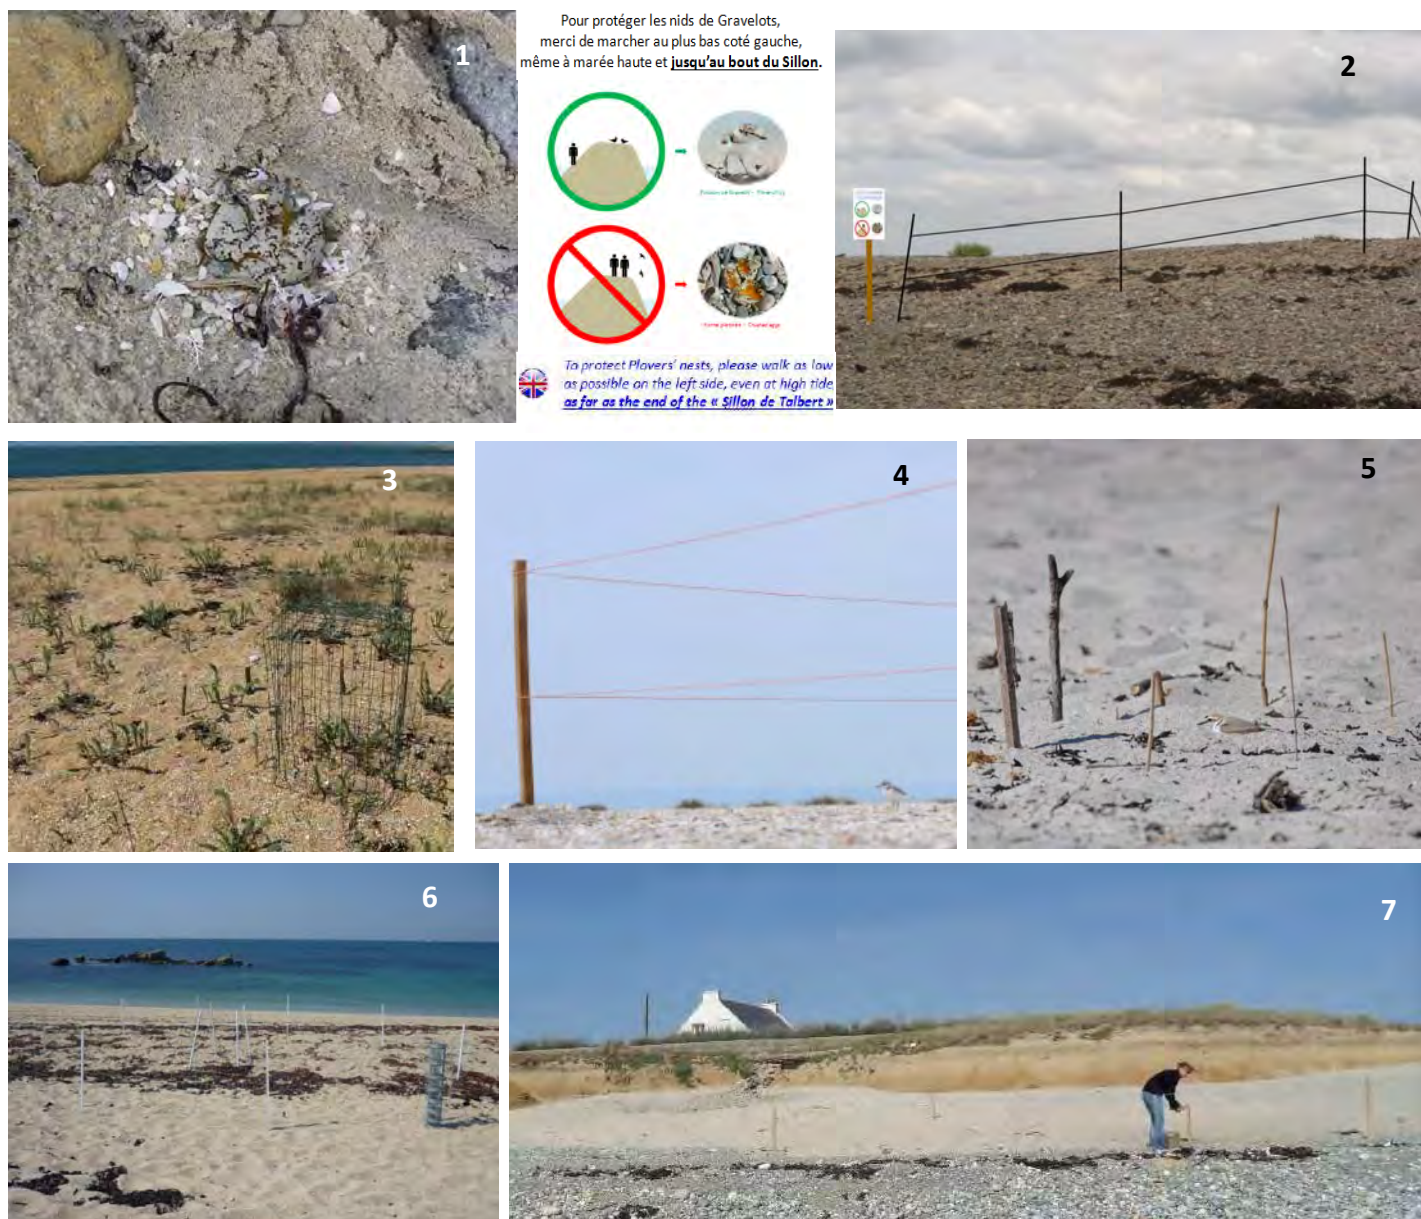 1
Pour protéger les nids de Gravelots,
merci de marcher au plus bas coté gauche,
même à marée haute et jusqu'au bout du Sillon.
To protect Plovers' nests, please walk as low
as possible on the left side, even at high tide
as far as the end of the « Sillon de Talbert »
2
3
4
5
6
7